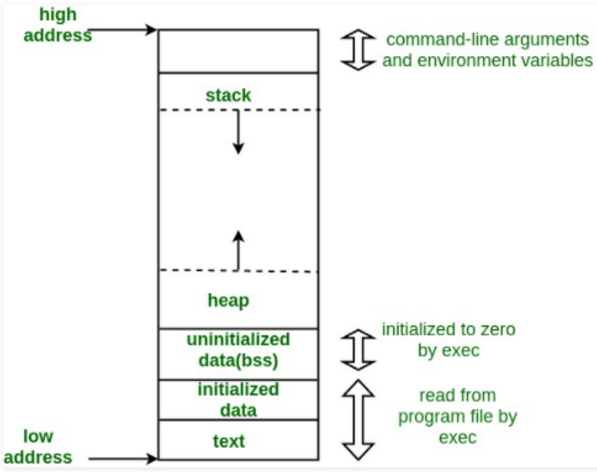 high
address
command-line arguments
and environment variables
stack
heap
uninitialized
data(bss)
initialized to zero
by exec
initialized
data
read from
program file by
exec
text
low
address